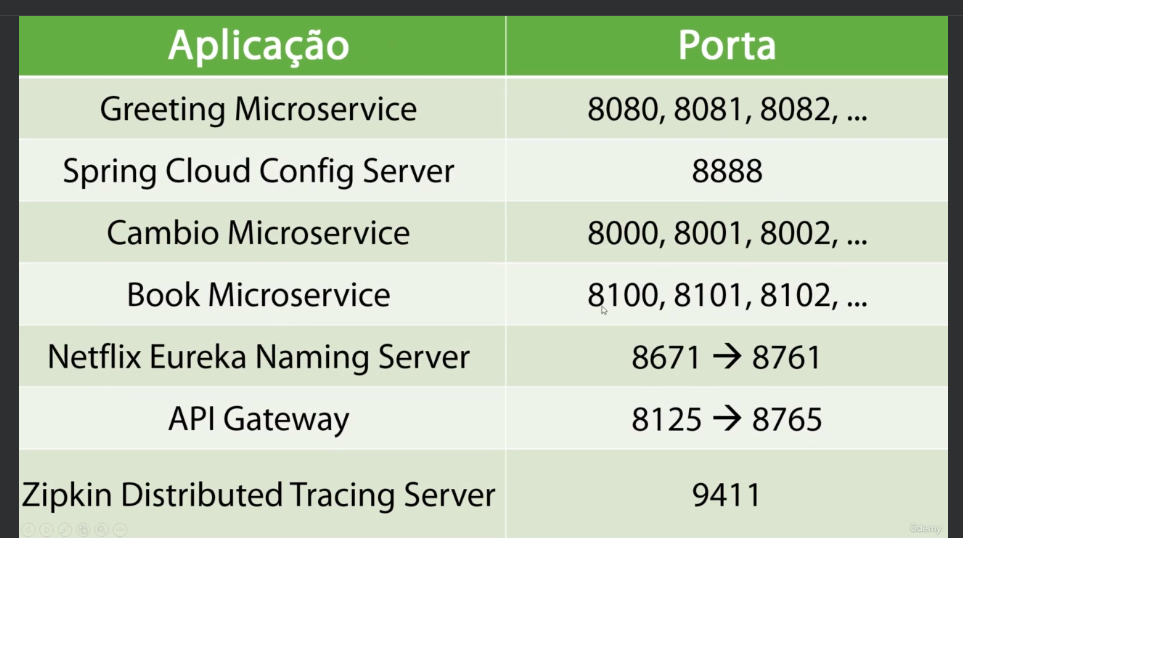 Aplicação Porta
Greeting Microservice 8080, 8081, 8082, ...
Spring Cloud Config Server 8888
Cambio Microservice 8000, 8001, 8002, ...
Book Microservice 8100, 8101, 8102, ...
Netflix Eureka Naming Server 8671 → 8761
API Gateway 8125 → 8765
Zipkin Distributed Tracing Server 9411
Udemy